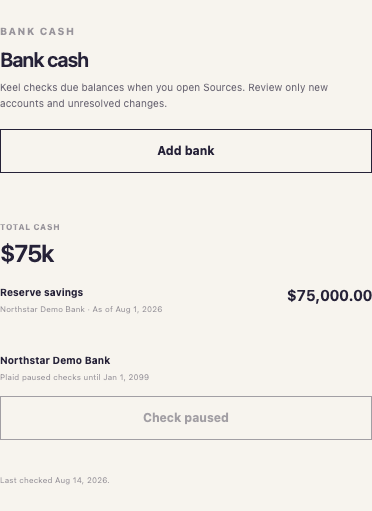 BANK CASH
Bank cash
Keel checks due balances when you open Sources. Review only new
accounts and unresolved changes.
Add bank
TOTAL CASH
$75k
Reserve savings
$75,000.00
Northstar Demo Bank · As of Aug 1, 2026
Northstar Demo Bank
Plaid paused checks until Jan 1, 2099
Check paused
Last checked Aug 14, 2026.